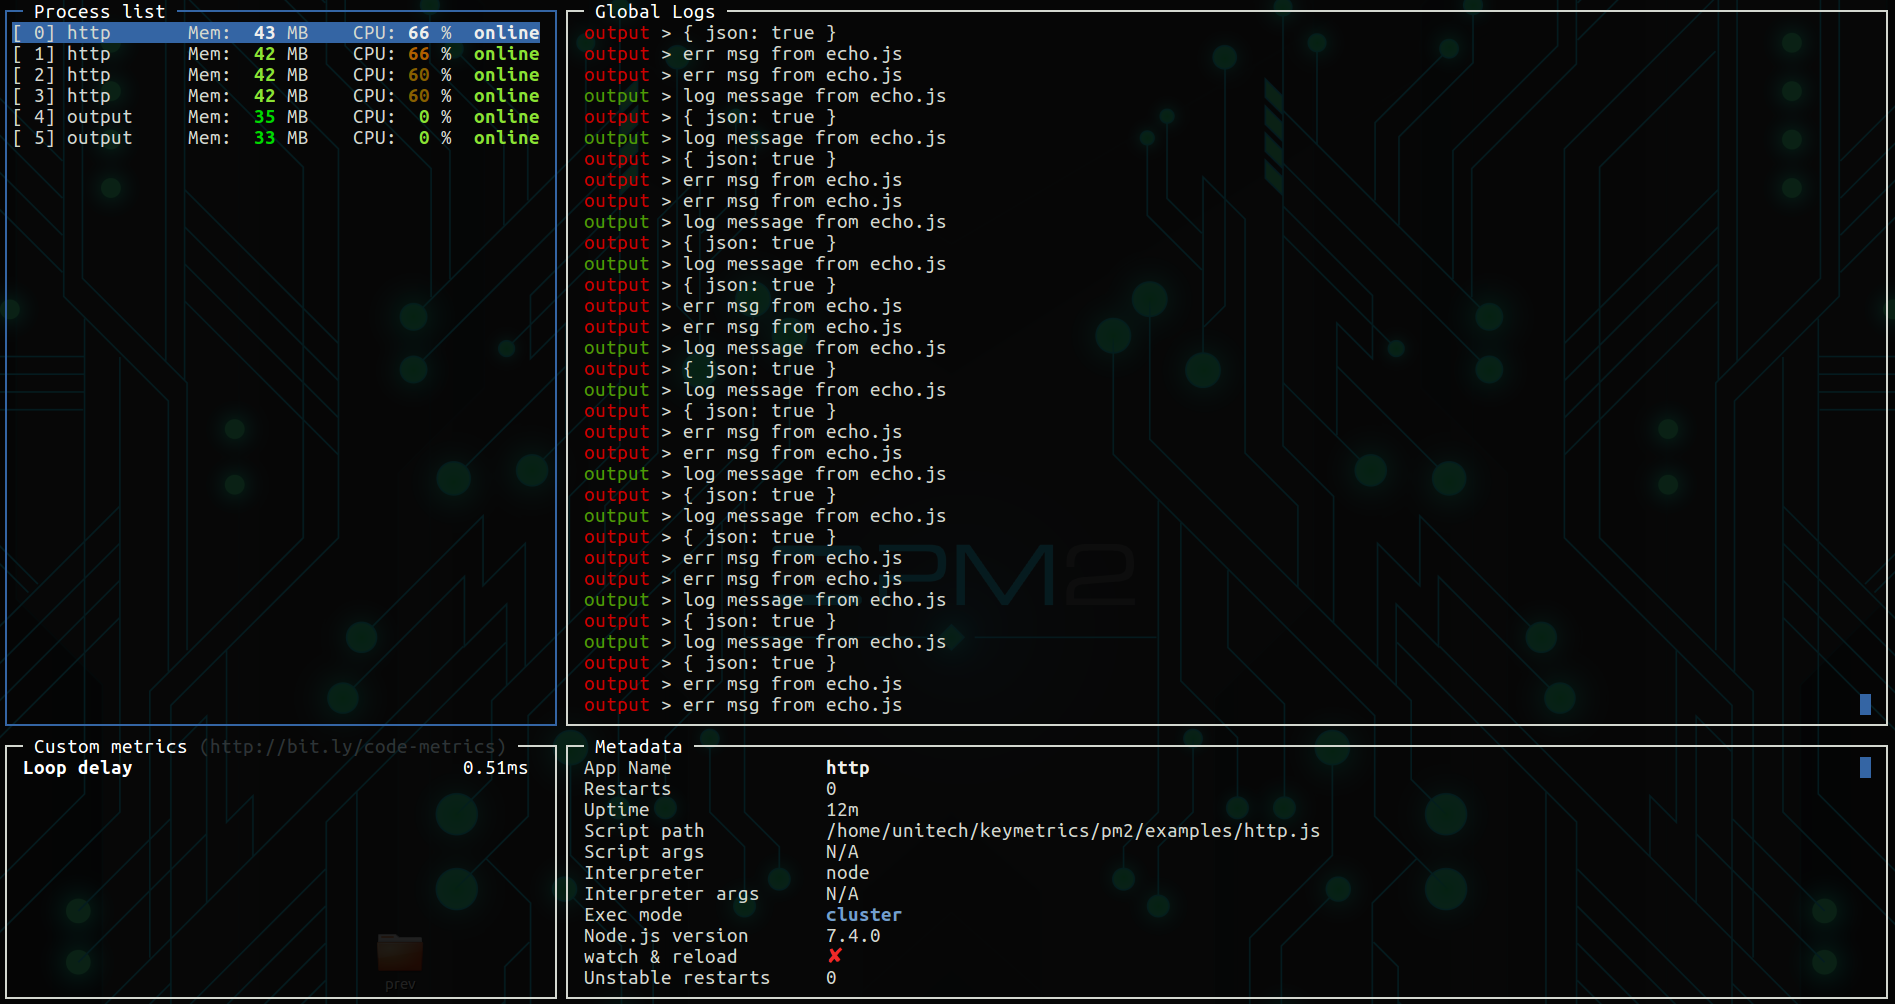 Process list
[ 0] http Mem: 43 MB CPU: 66 % online
[ 1] http Mem: 42 MB CPU: 66 % online
[ 2] http Mem: 42 MB CPU: 60 % online
[ 3] http Mem: 42 MB CPU: 60 % online
[ 4] output Mem: 35 MB CPU: 0 % online
[ 5] output Mem: 33 MB CPU: 0 % online
Global Logs
output > { json: true }
output > err msg from echo.js
output > err msg from echo.js
output > log message from echo.js
output > { json: true }
output > log message from echo.js
output > { json: true }
output > err msg from echo.js
output > err msg from echo.js
output > log message from echo.js
output > { json: true }
output > log message from echo.js
output > { json: true }
output > err msg from echo.js
output > err msg from echo.js
output > log message from echo.js
output > { json: true }
output > log message from echo.js
output > { json: true }
output > err msg from echo.js
output > err msg from echo.js
output > log message from echo.js
output > { json: true }
output > log message from echo.js
output > { json: true }
output > err msg from echo.js
output > err msg from echo.js
output > log message from echo.js
output > { json: true }
output > log message from echo.js
output > { json: true }
output > err msg from echo.js
output > err msg from echo.js
PM2
Custom metrics (http://bit.ly/code-metrics)
Loop delay 0.51ms
prev
Metadata
App Name http
Restarts 0
Uptime 12m
Script path /home/unitech/keymetrics/pm2/examples/http.js
Script args N/A
Interpreter node
Interpreter args N/A
Exec mode cluster
Node.js version 7.4.0
watch & reload ✘
Unstable restarts 0